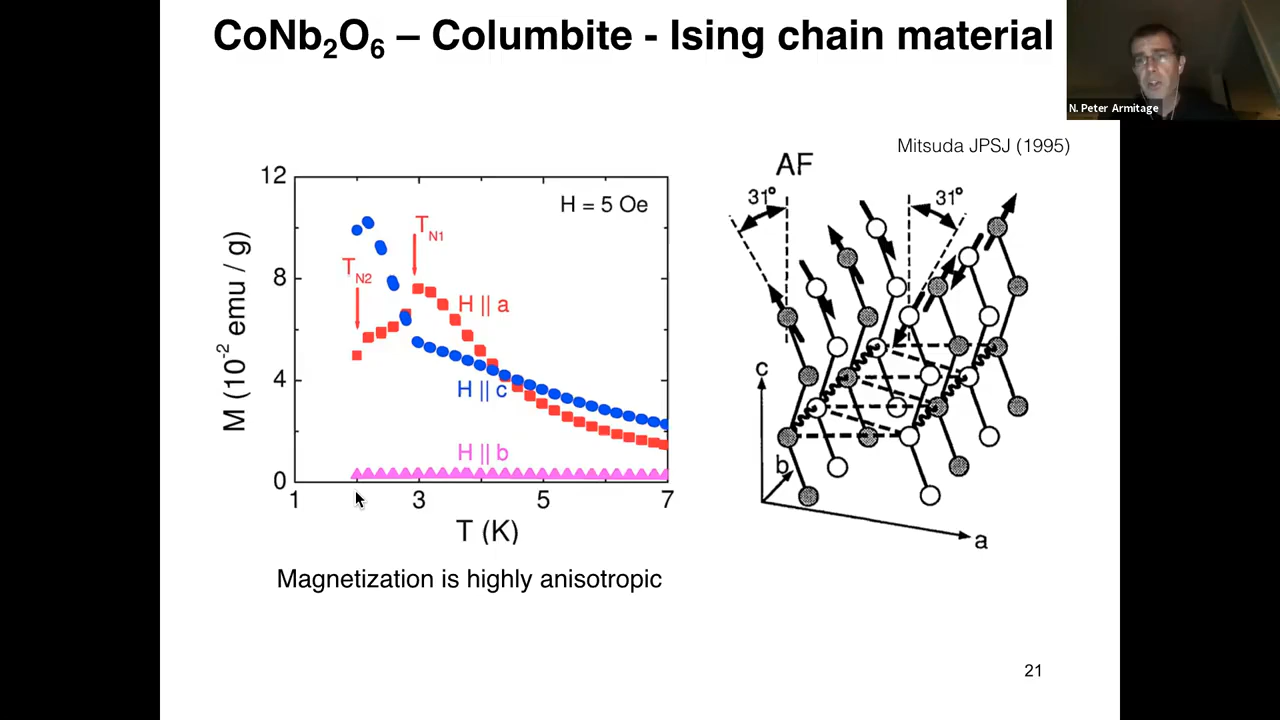 CoNb₂O₆ – Columbite - Ising chain material
N. Peter Armitage
Mitsuda JPSJ (1995)
12
8
4
0
M (10⁻² emu / g)
H = 5 Oe
T_N1
T_N2
H || a
H || c
H || b
1
3
5
7
T (K)
AF
31°
31°
c
b
a
Magnetization is highly anisotropic
21